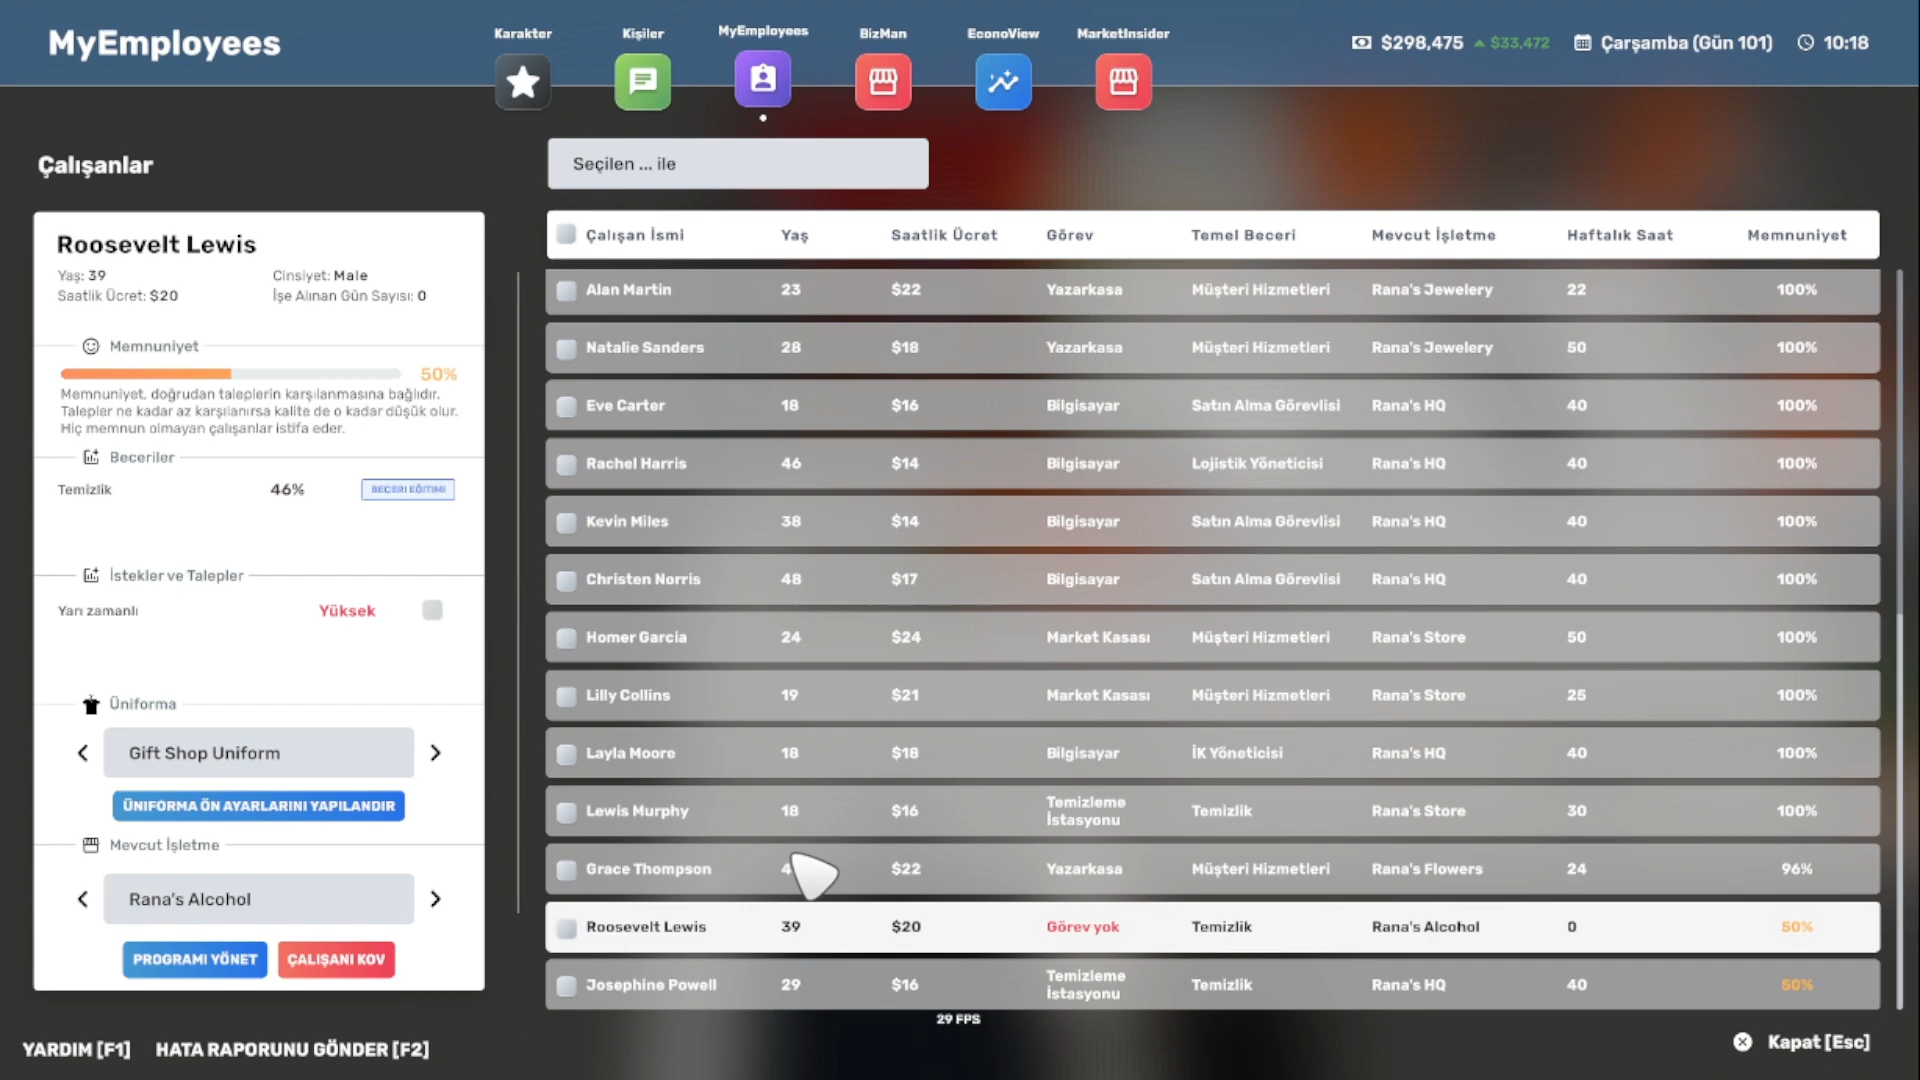 MyEmployees
Karakter
Kişiler
MyEmployees
BizMan
EconoView
MarketInsider
$298,475 $33,472 Çarşamba (Gün 101) 10:18
Çalışanlar
Seçilen ... ile
Roosevelt Lewis
Yaş: 39 Cinsiyet: Male
Saatlik Ücret: $20 İşe Alınan Gün Sayısı: 0
Memnuniyet
50%
Memnuniyet, doğrudan taleplerin karşılanmasına bağlıdır.
Talepler ne kadar az karşılanırsa kalite de o kadar düşük olur.
Hiç memnun olmayan çalışanlar istifa eder.
Beceriler
Temizlik 46% BECERİ EĞİTİMİ
İstekler ve Talepler
Yarı zamanlı Yüksek
Üniforma
Gift Shop Uniform
ÜNIFORMA ÖN AYARLARINI YAPILANDIR
Mevcut İşletme
Rana's Alcohol
PROGRAMI YÖNET ÇALIŞANI KOV
Çalışan İsmi Yaş Saatlik Ücret Görev Temel Beceri Mevcut İşletme Haftalık Saat Memnuniyet
Alan Martin 23 $22 Yazarkasa Müşteri Hizmetleri Rana's Jewelery 22 100%
Natalie Sanders 28 $18 Yazarkasa Müşteri Hizmetleri Rana's Jewelery 50 100%
Eve Carter 18 $16 Bilgisayar Satın Alma Görevlisi Rana's HQ 40 100%
Rachel Harris 46 $14 Bilgisayar Lojistik Yöneticisi Rana's HQ 40 100%
Kevin Miles 38 $14 Bilgisayar Satın Alma Görevlisi Rana's HQ 40 100%
Christen Norris 48 $17 Bilgisayar Satın Alma Görevlisi Rana's HQ 40 100%
Homer Garcia 24 $24 Market Kasası Müşteri Hizmetleri Rana's Store 50 100%
Lilly Collins 19 $21 Market Kasası Müşteri Hizmetleri Rana's Store 25 100%
Layla Moore 18 $18 Bilgisayar İK Yöneticisi Rana's HQ 40 100%
Lewis Murphy 18 $16 Temizleme İstasyonu Temizlik Rana's Store 30 100%
Grace Thompson $22 Yazarkasa Müşteri Hizmetleri Rana's Flowers 24 96%
Roosevelt Lewis 39 $20 Görev yok Temizlik Rana's Alcohol 0 50%
Josephine Powell 29 $16 Temizleme İstasyonu Temizlik Rana's HQ 40 50%
29 FPS
YARDIM [F1] HATA RAPORUNU GÖNDER [F2]
Kapat [Esc]